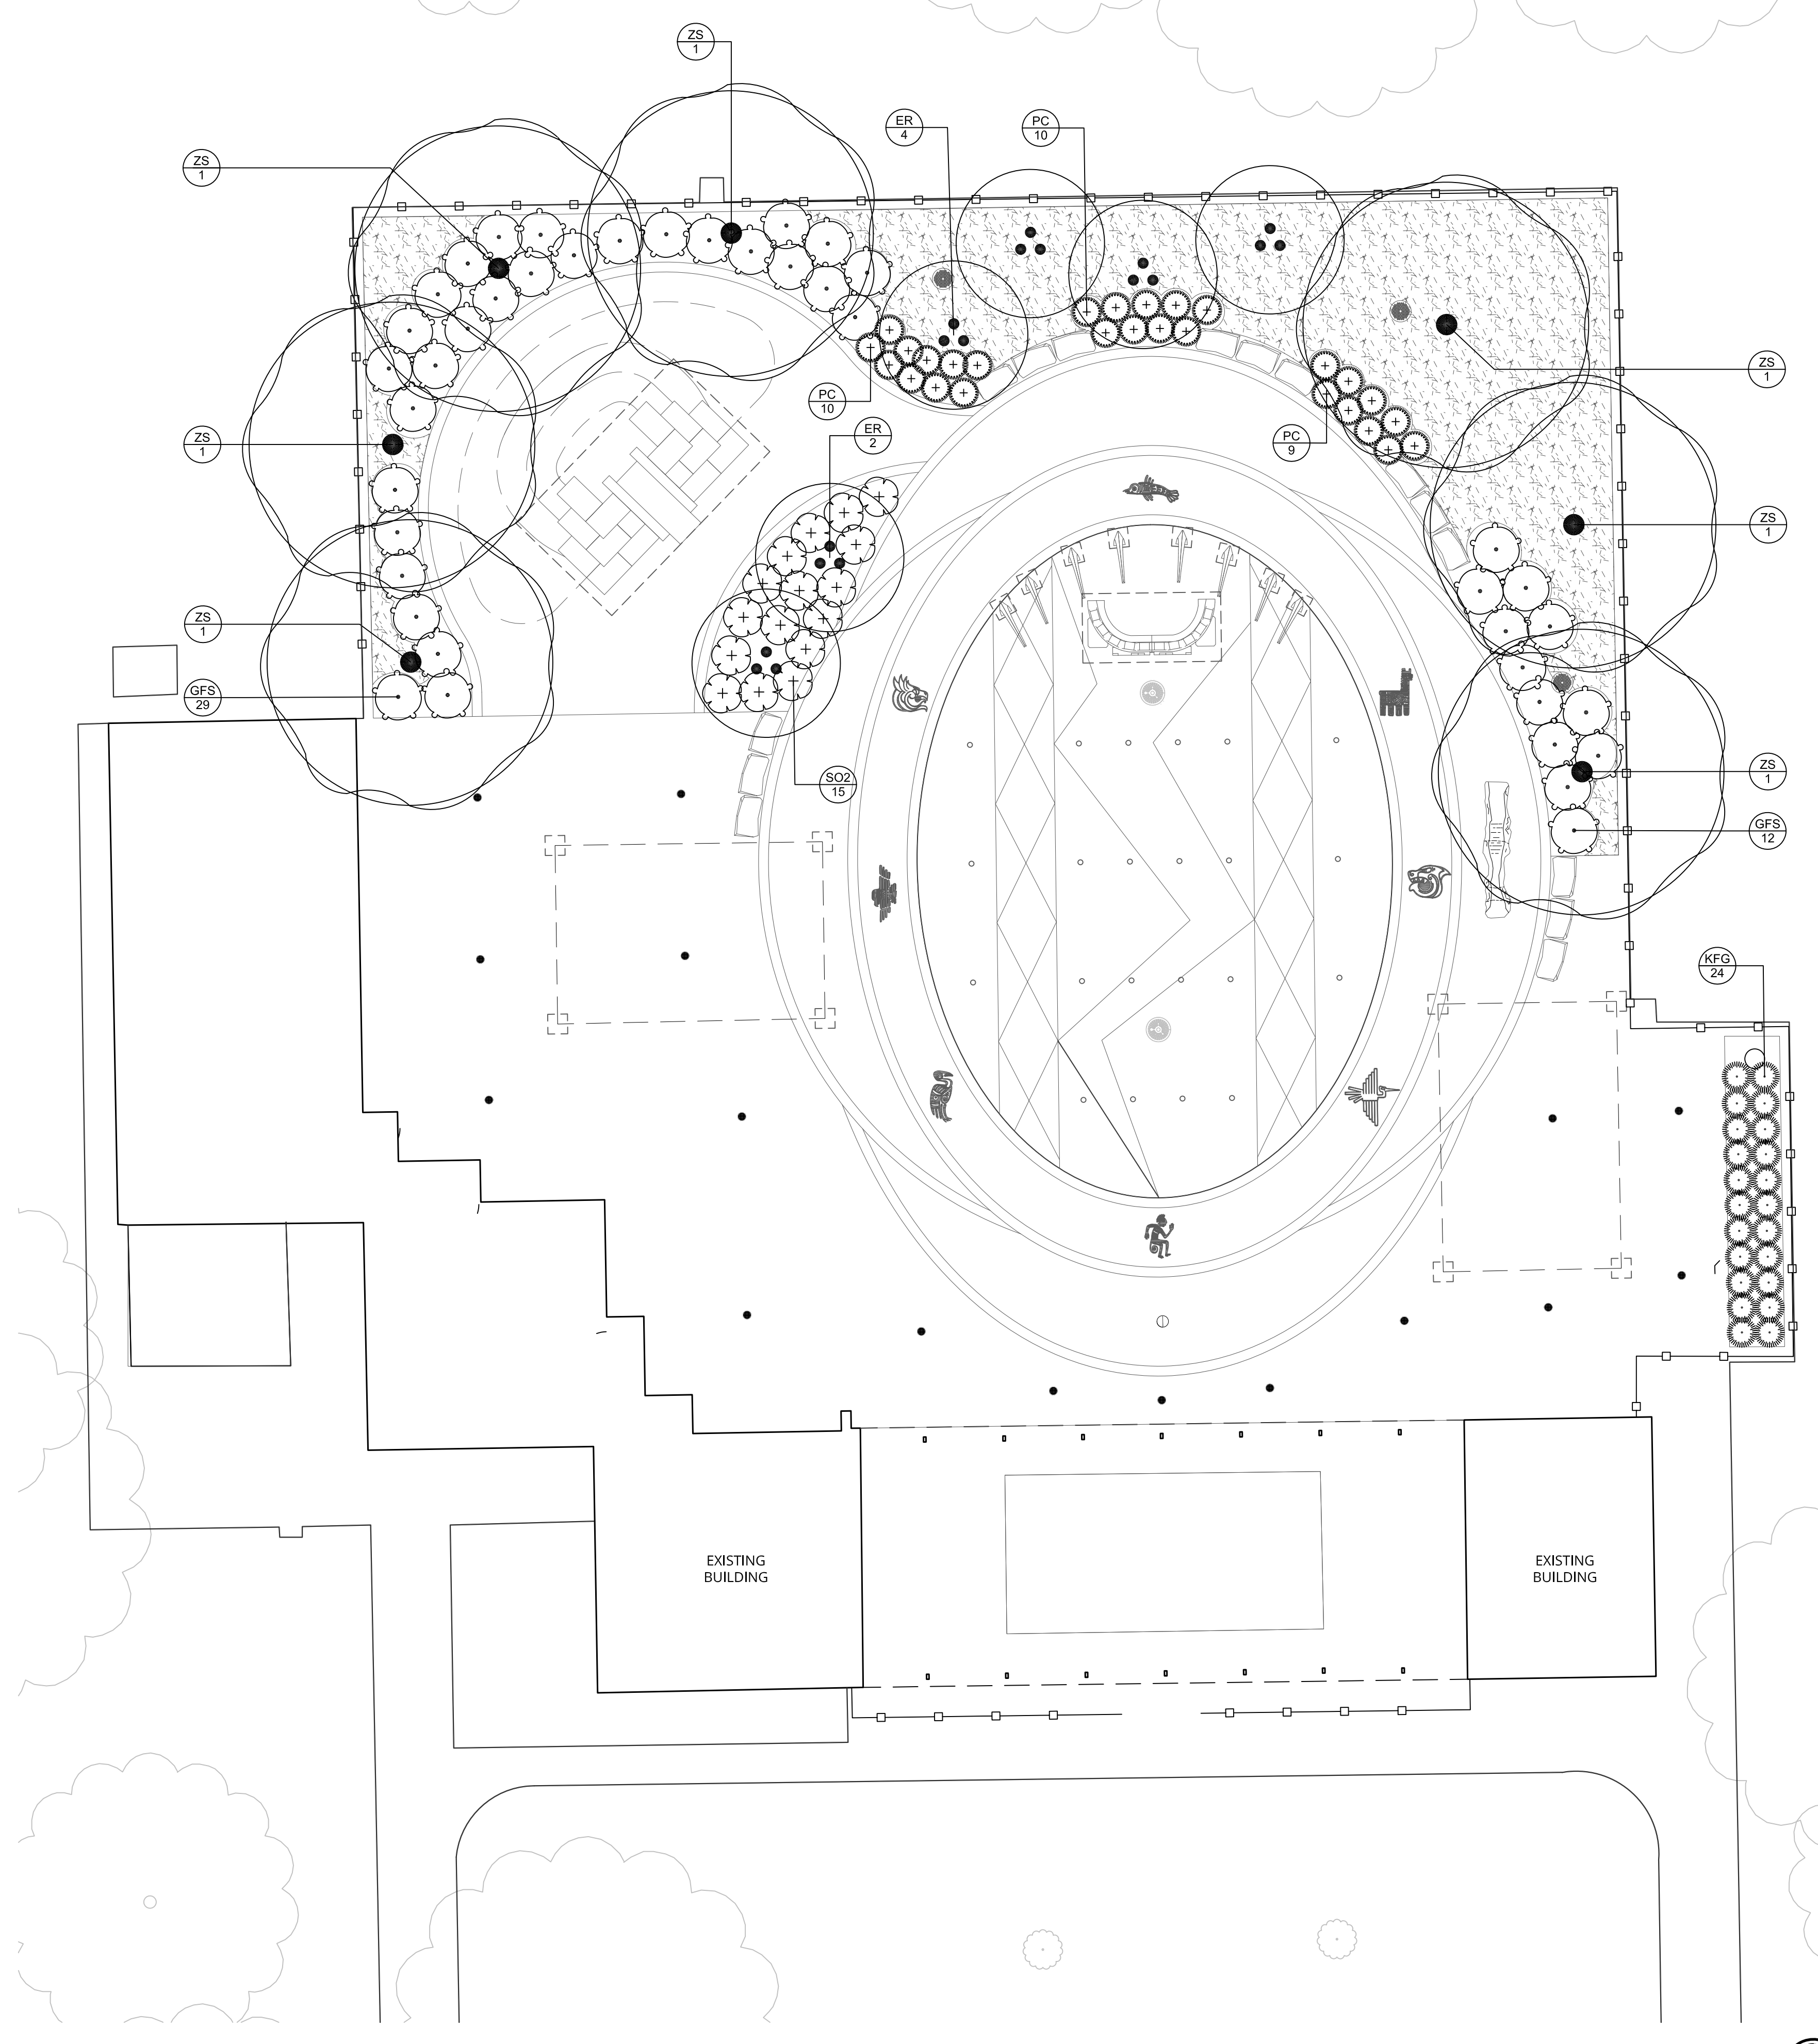 ZS
1
ER
4
PC
10
ZS
1
ZS
1
PC
10
ER
2
PC
9
ZS
1
ZS
1
ZS
1
GFS
29
SO2
15
ZS
1
GFS
12
KFG
24
EXISTING
BUILDING
EXISTING
BUILDING